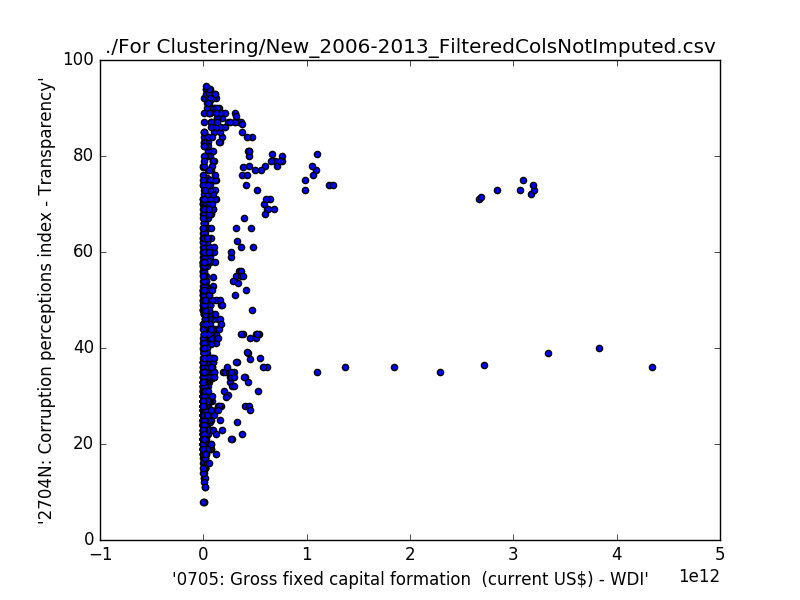 ./For Clustering/New_2006-2013_FilteredColsNotImputed.csv
'2704N: Corruption perceptions index - Transparency'
100
80
60
40
20
0
−1 0 1 2 3 4 5
1e12
'0705: Gross fixed capital formation  (current US$) - WDI'